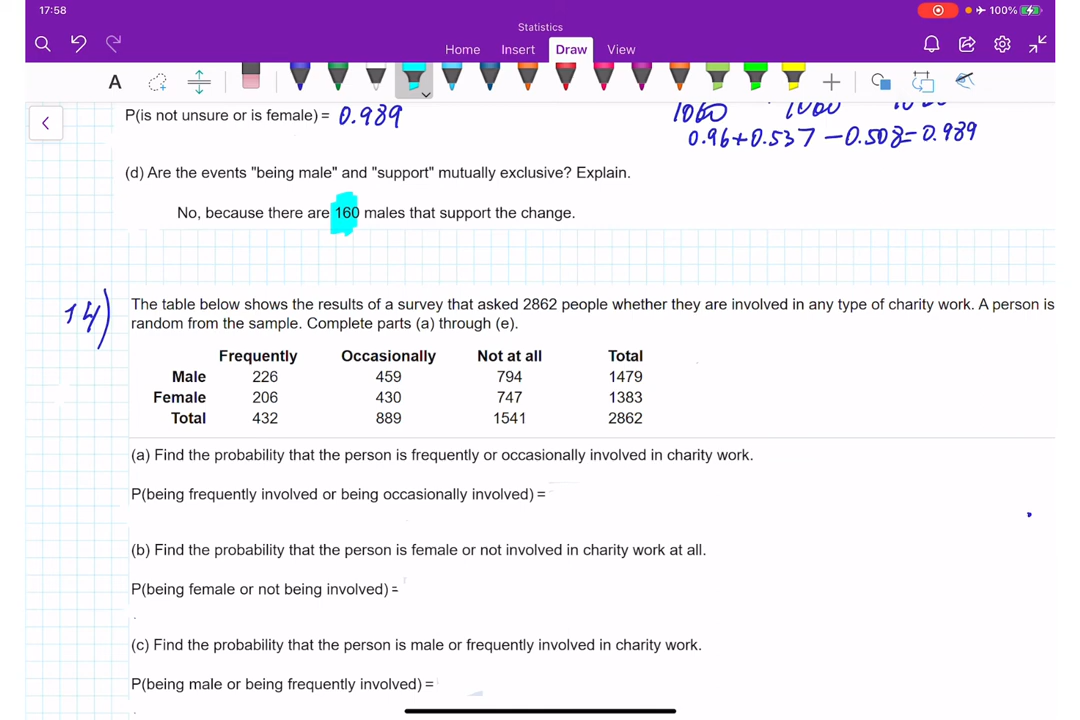 17:58
100%
Statistics
Home Insert Draw View
A
P(is not unsure or is female) = 0.989
1060 1060
0.96+0.537 -0.508=0.989
(d) Are the events "being male" and "support" mutually exclusive? Explain.
No, because there are 160 males that support the change.
14)
The table below shows the results of a survey that asked 2862 people whether they are involved in any type of charity work. A person is
random from the sample. Complete parts (a) through (e).
Frequently Occasionally Not at all Total
Male 226 459 794 1479
Female 206 430 747 1383
Total 432 889 1541 2862
(a) Find the probability that the person is frequently or occasionally involved in charity work.
P(being frequently involved or being occasionally involved) =
(b) Find the probability that the person is female or not involved in charity work at all.
P(being female or not being involved) =
(c) Find the probability that the person is male or frequently involved in charity work.
P(being male or being frequently involved) =